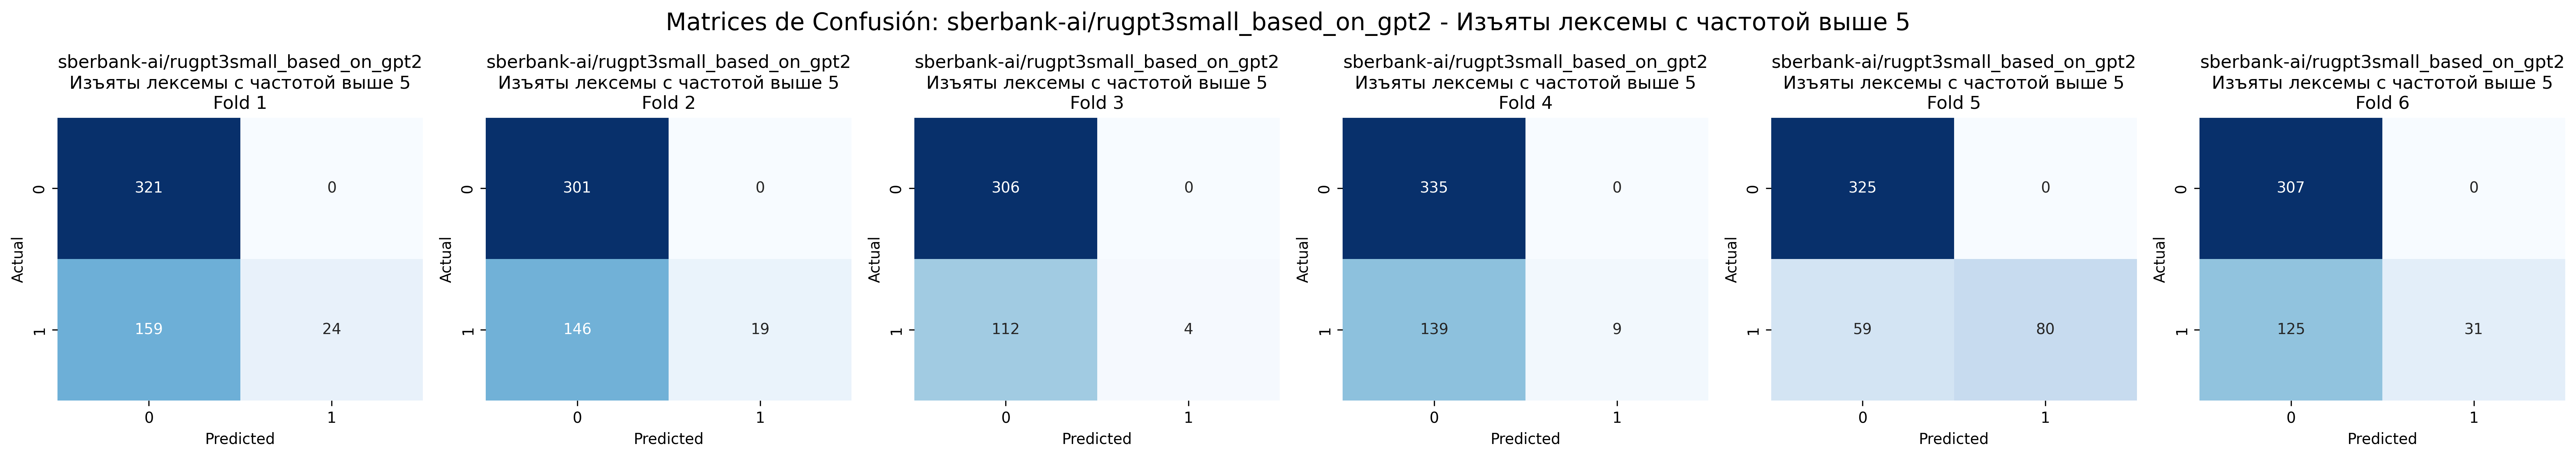 Matrices de Confusión: sberbank-ai/rugpt3small_based_on_gpt2 - Изъяты лексемы с частотой выше 5
sberbank-ai/rugpt3small_based_on_gpt2
Изъяты лексемы с частотой выше 5
Fold 1
0
321
0
Actual
1
159
24
0
1
Predicted
sberbank-ai/rugpt3small_based_on_gpt2
Изъяты лексемы с частотой выше 5
Fold 2
0
301
0
Actual
1
146
19
0
1
Predicted
sberbank-ai/rugpt3small_based_on_gpt2
Изъяты лексемы с частотой выше 5
Fold 3
0
306
0
Actual
1
112
4
0
1
Predicted
sberbank-ai/rugpt3small_based_on_gpt2
Изъяты лексемы с частотой выше 5
Fold 4
0
335
0
Actual
1
139
9
0
1
Predicted
sberbank-ai/rugpt3small_based_on_gpt2
Изъяты лексемы с частотой выше 5
Fold 5
0
325
0
Actual
1
59
80
0
1
Predicted
sberbank-ai/rugpt3small_based_on_gpt2
Изъяты лексемы с частотой выше 5
Fold 6
0
307
0
Actual
1
125
31
0
1
Predicted